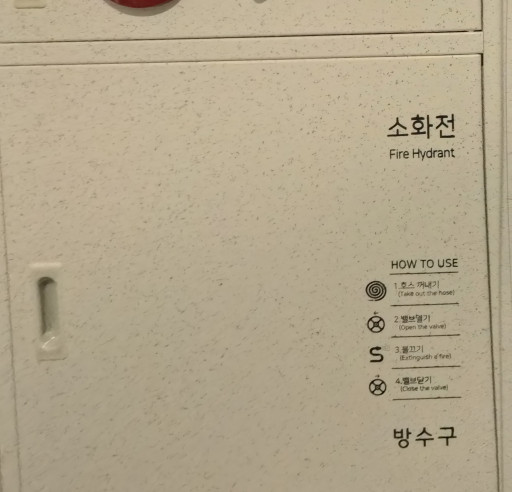 소화전
Fire Hydrant
HOW TO USE
1.호스 꺼내기
(Take out the hose)
2.밸브열기
(Open the valve)
3.불끄기
(Extinguish a fire)
4.밸브닫기
(Close the valve)
방수구